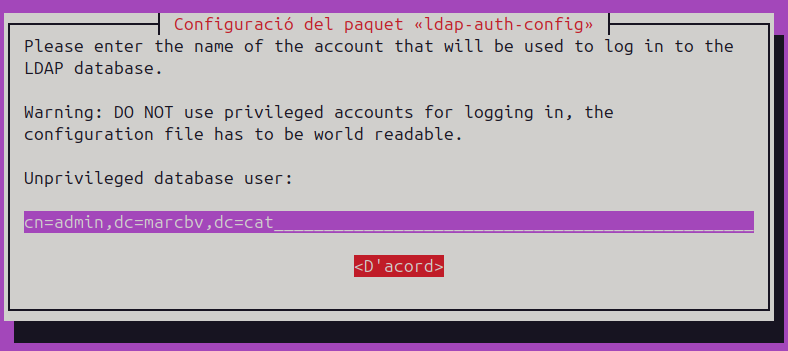 Configuració del paquet «ldap-auth-config»
Please enter the name of the account that will be used to log in to the
LDAP database.
Warning: DO NOT use privileged accounts for logging in, the
configuration file has to be world readable.
Unprivileged database user:
cn=admin,dc=marcbv,dc=cat________________________________________________
<D'acord>